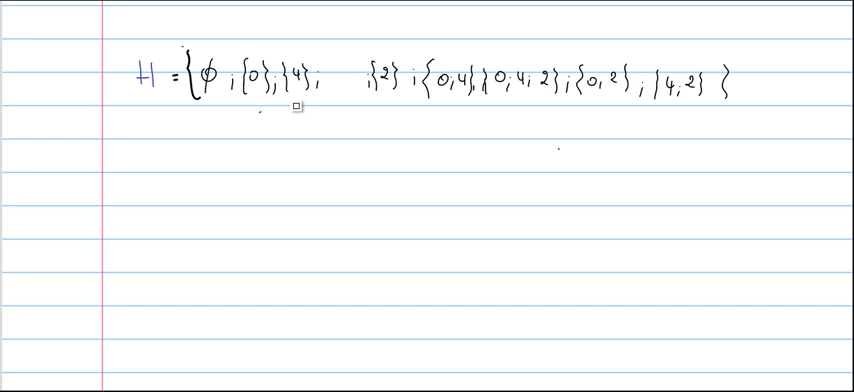 H = {φ ; {0} ; {4} ; ; {2} ; {0;4} ; {0;4;2} ; {0,2} ; {4;2} }